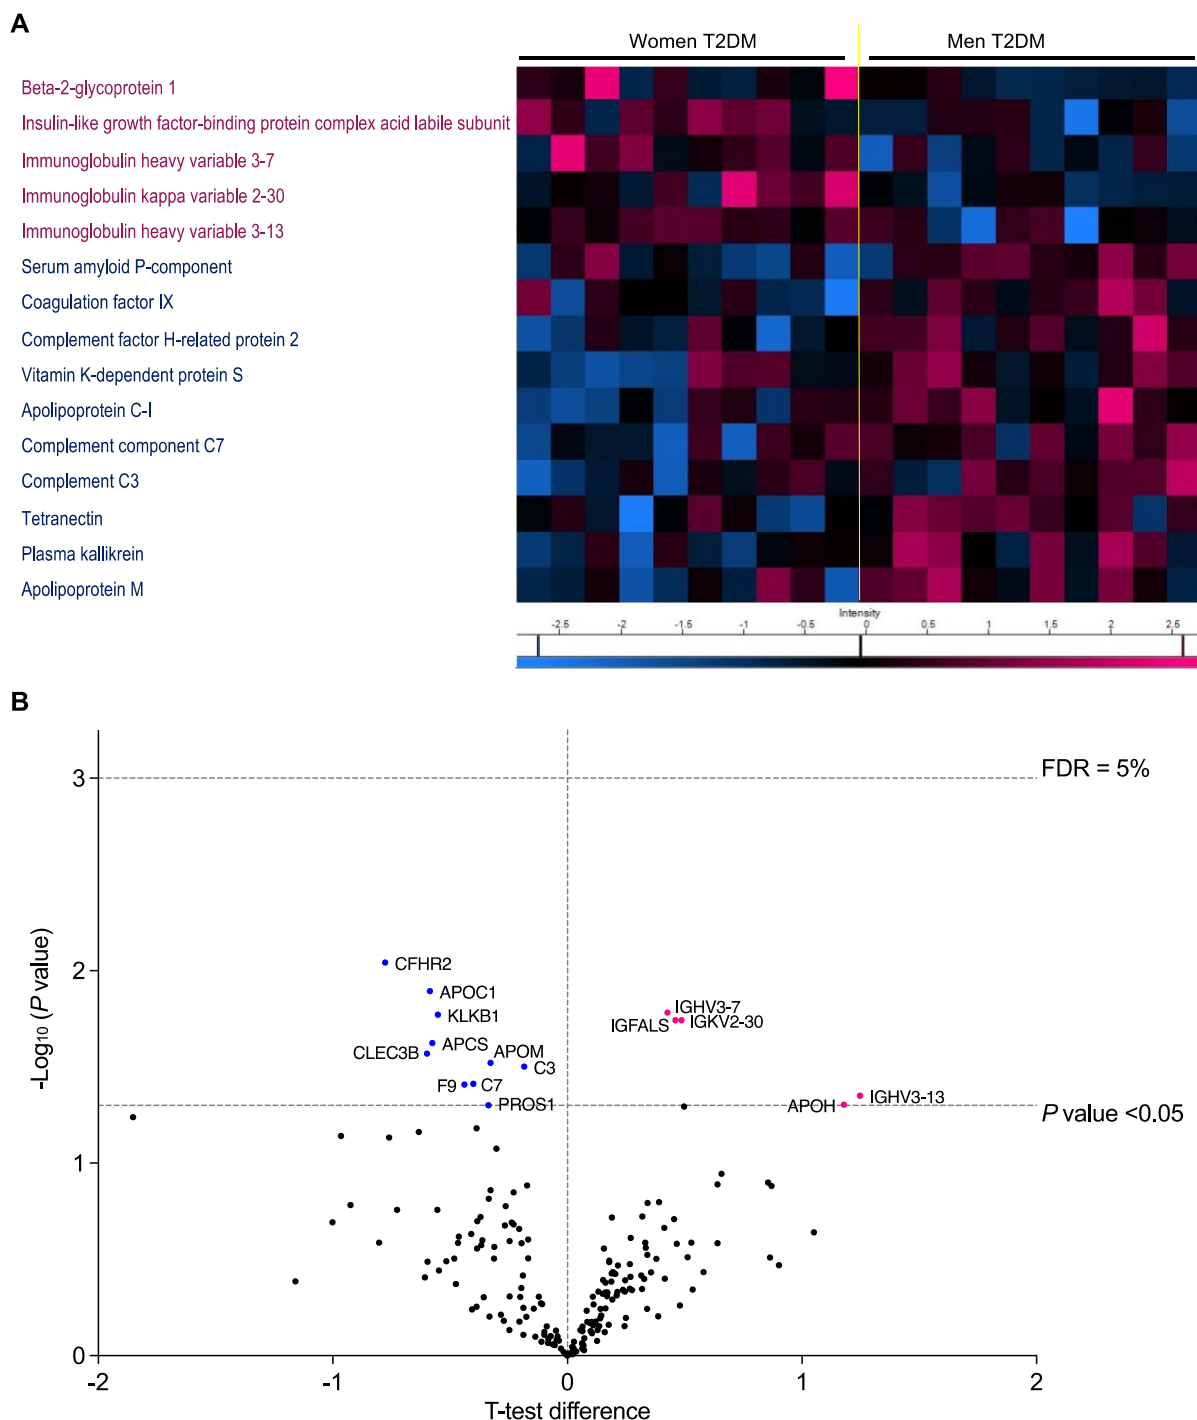 A
Women T2DM
Men T2DM
Beta-2-glycoprotein 1
Insulin-like growth factor-binding protein complex acid labile subunit
Immunoglobulin heavy variable 3-7
Immunoglobulin kappa variable 2-30
Immunoglobulin heavy variable 3-13
Serum amyloid P-component
Coagulation factor IX
Complement factor H-related protein 2
Vitamin K-dependent protein S
Apolipoprotein C-I
Complement component C7
Complement C3
Tetranectin
Plasma kallikrein
Apolipoprotein M
Intensity
-2.5 -2 -1.5 -1 -0.5 0 0.5 1 1.5 2 2.5
B
FDR = 5%
3
2
1
0
-Log10 (P value)
CFHR2
APOC1
KLKB1
APCS
CLEC3B
APOM
C3
F9
C7
PROS1
IGHV3-7
IGFALS
IGKV2-30
IGHV3-13
APOH
P value <0.05
-2 -1 0 1 2
T-test difference